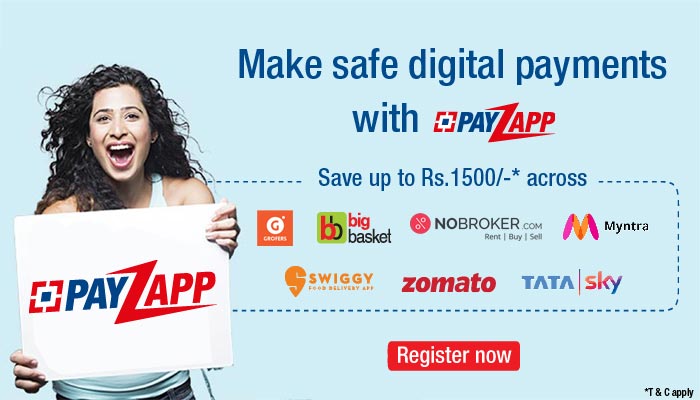 Make safe digital payments
with PAYZAPP
Save up to Rs.1500/-* across
G
GROFERS
bb big
basket
NOBROKER.COM
Rent | Buy | Sell
Myntra
SWIGGY
FOOD DELIVERY APP
zomato
TATA | sky
PAYZAPP
Register now
*T & C apply